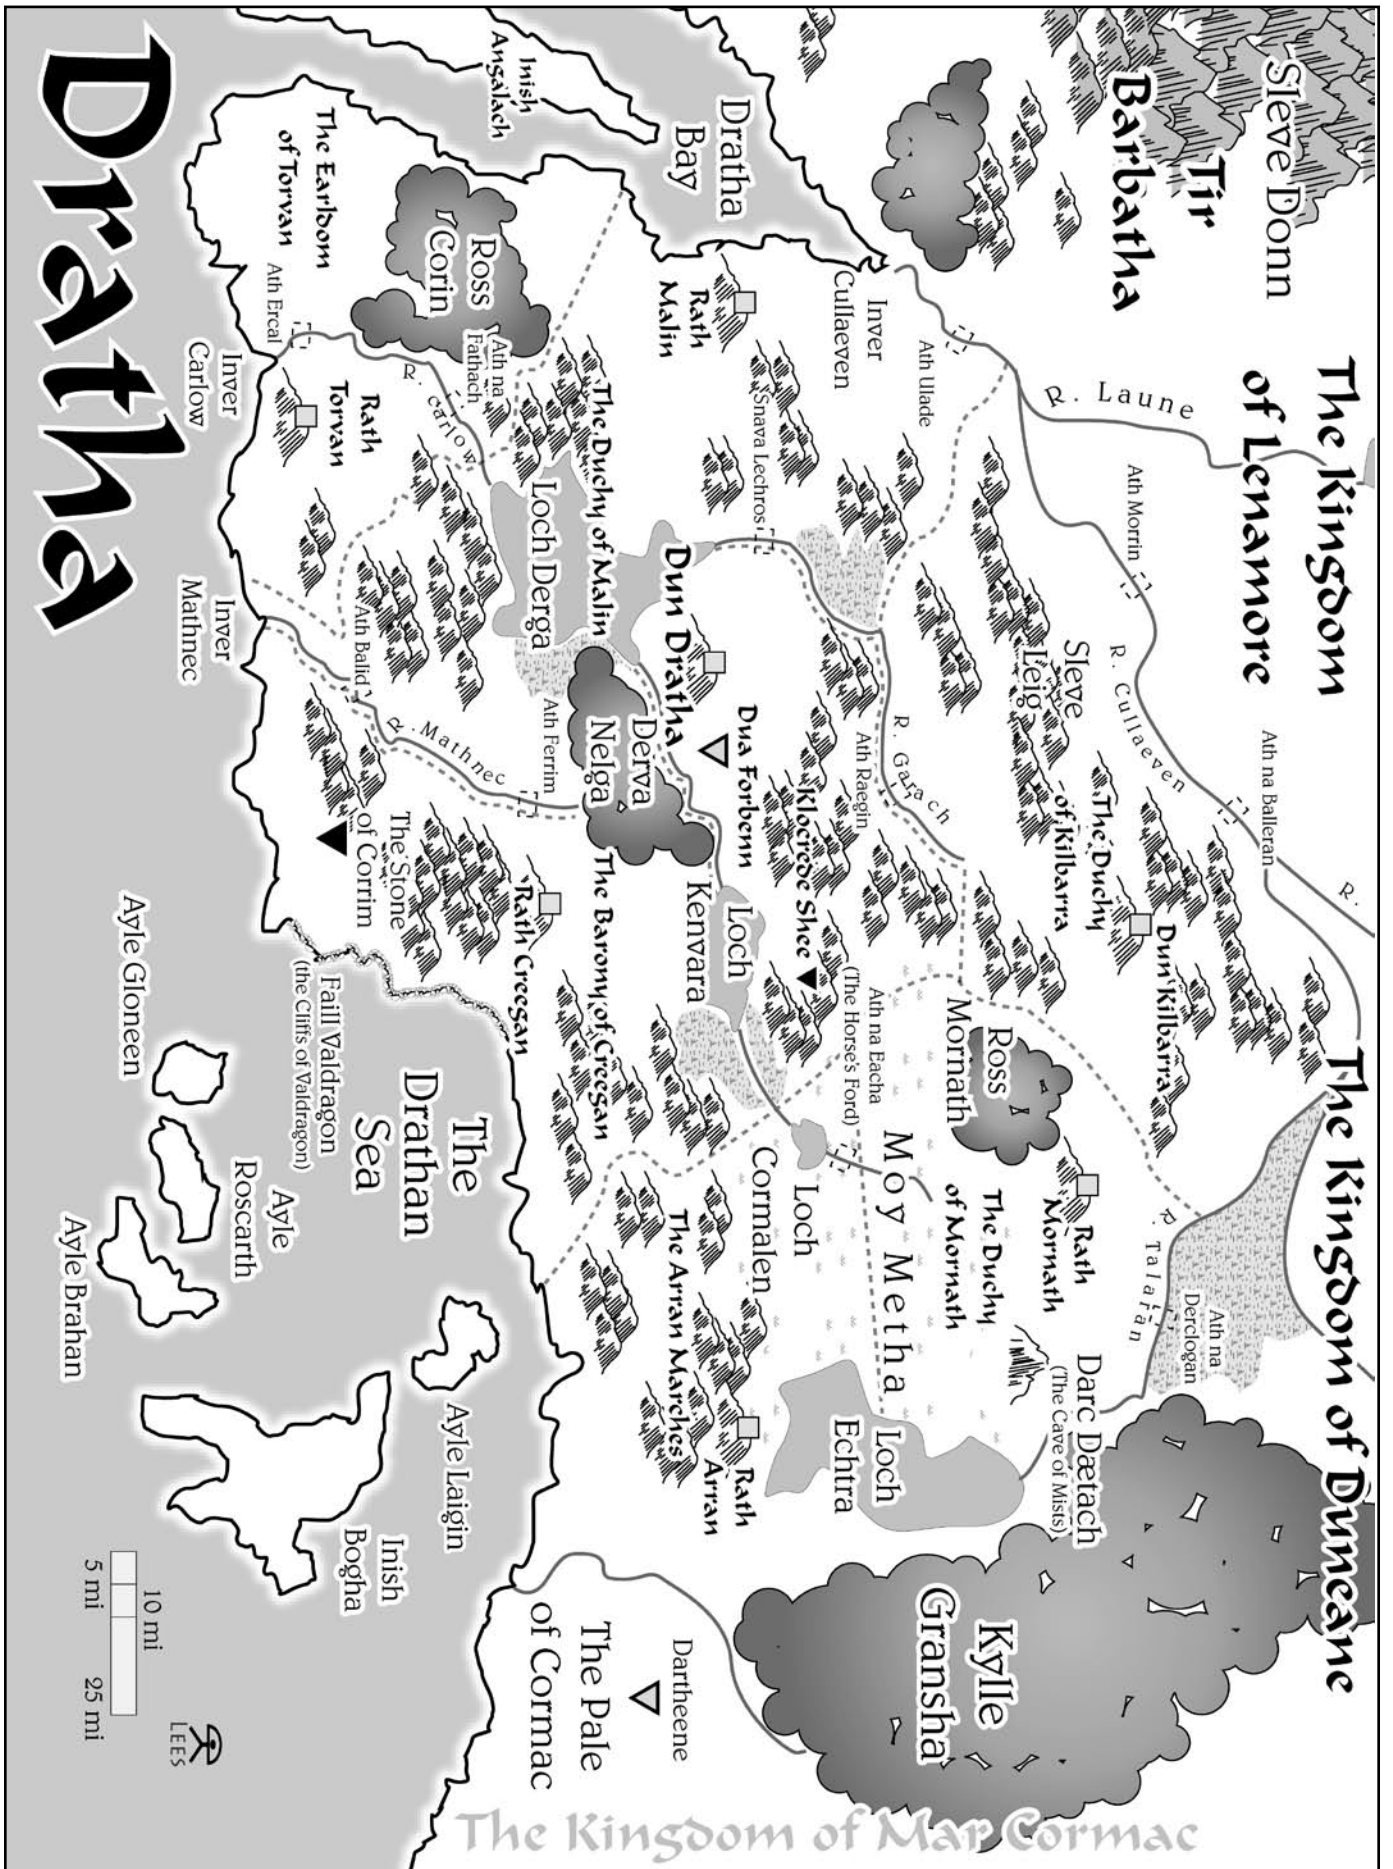 Sleve Donn
Tir
Barbatha
The Kingdom
of Lenamore
The Kingdom of Duneane
R. Laune
Ath Morrin
R. Cullaeven
Ath na Balleran
R.
Dratha
Bay
Inish
Angalach
Inver
Cullaeven
Ath Ulade
Sleve
Leig
The Duchy
of Kilbarra
Dun Kilbarra
R. Talairan
Ath na
Derclogan
Rath
Malin
Snava Lechros
R. Garach
Ath Raegin
Ross
Mornath
Rath
Mornath
The Duchy
of Mornath
Darc Dætach
(The Cave of Mists)
Kylle
Gransha
Ath na Eacha
(The Horse's Ford)
Moy Metha
Loch
Echtra
Klocrede Shee
Dua Forbenn
Dun Dratha
Loch
Kenvara
Loch
Cormalen
The Arran Marches
Rath
Arran
Dartheene
The Pale
of Cormac
The Kingdom of Mar Cormac
The Duchy of Malin
Loch Derga
Derva
Nelga
The Barony of Creegan
Rath Creegan
Ross
Corin
Ath na
Fathach
R. Carlow
The Earldom
of Torvan
Ath Ercal
Rath
Torvan
Inver
Carlow
Ath Ferrim
R. Mathnec
Ath Balid
Inver
Mathnec
The Stone
of Corrim
Faill Valdragon
(the Cliffs of Valdragon)
The
Drathan
Sea
Ayle Gloneen
Ayle
Roscarth
Ayle Brahan
Ayle Laigin
Inish
Bogha
Dratha
10 mi
5 mi
25 mi
LEES